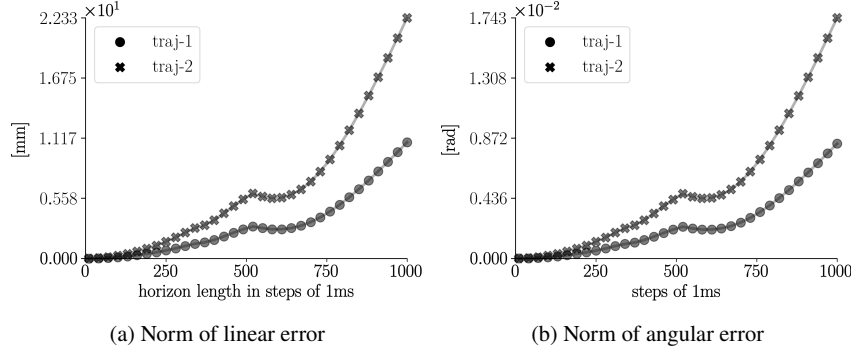 ×10¹
2.233
1.675
1.117
0.558
0.000
[mm]
traj-1
traj-2
0 250 500 750 1000
horizon length in steps of 1ms
(a) Norm of linear error
×10⁻²
1.743
1.308
0.872
0.436
0.000
[rad]
traj-1
traj-2
0 250 500 750 1000
steps of 1ms
(b) Norm of angular error